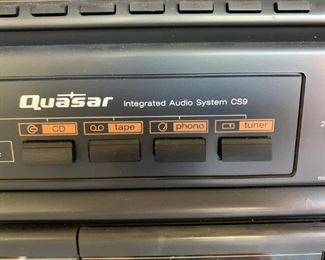 Quasar Integrated Audio System CS9
CD tape phono tuner